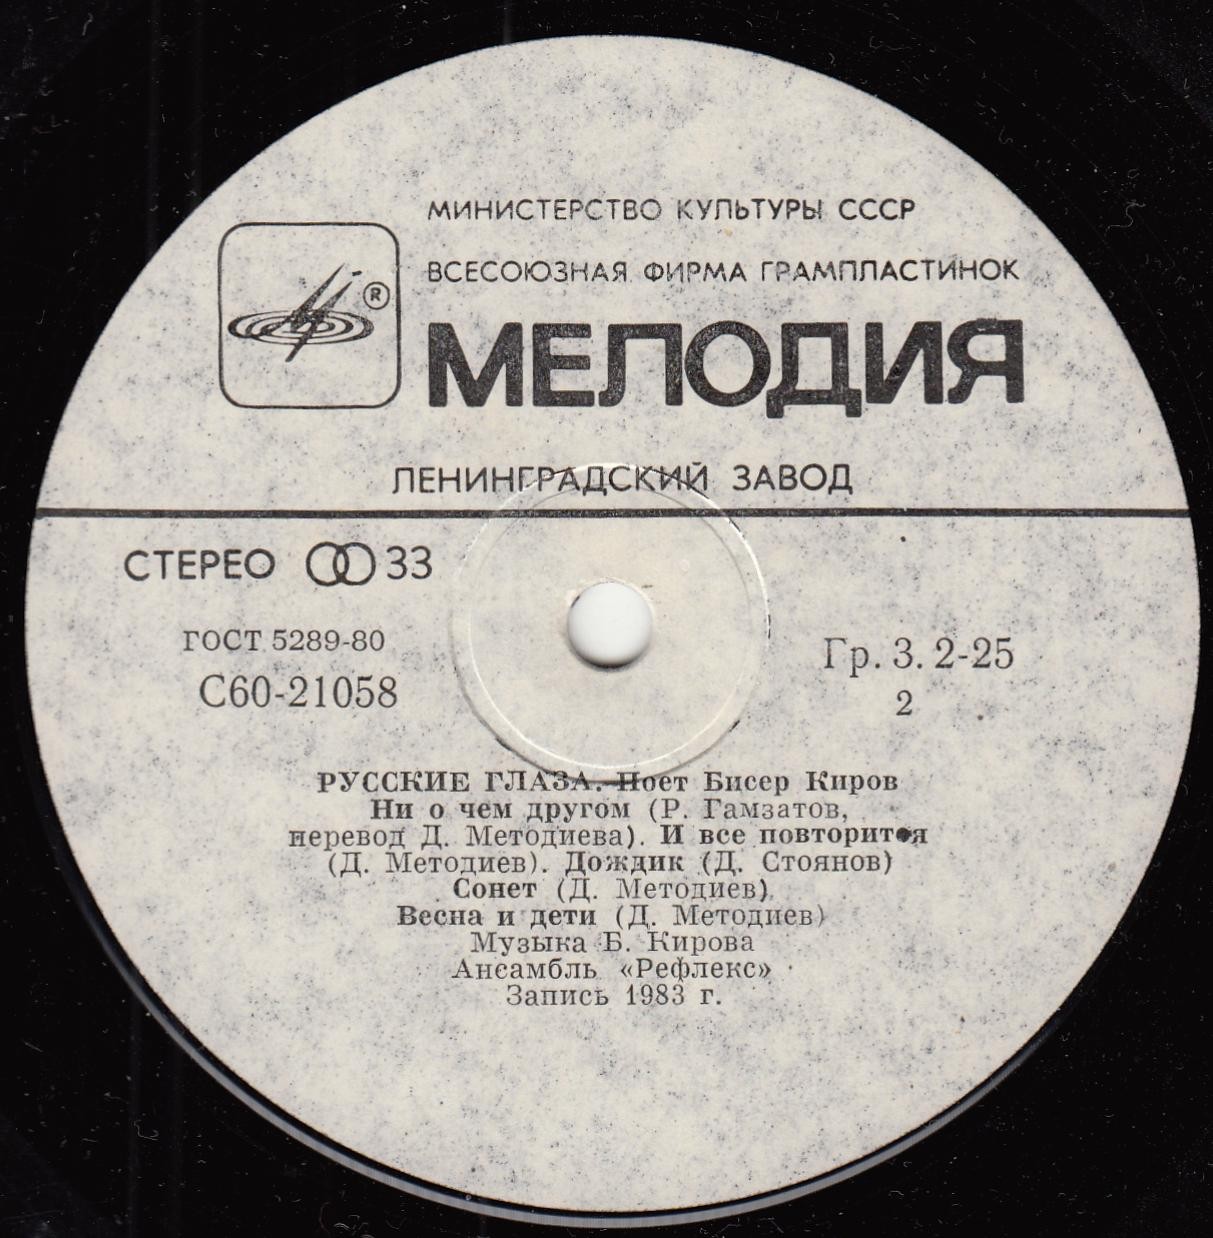 МИНИСТЕРСТВО КУЛЬТУРЫ СССР
ВСЕСОЮЗНАЯ ФИРМА ГРАМПЛАСТИНОК
®
МЕЛОДИЯ
ЛЕНИНГРАДСКИЙ ЗАВОД
СТЕРЕО 33
ГОСТ 5289-80
С60-21058
Гр. 3. 2-25
2
РУССКИЕ ГЛАЗА. Поет Бисер Киров
Ни о чем другом (Р. Гамзатов,
перевод Д. Методиева). И все повторится
(Д. Методиев). Дождик (Д. Стоянов)
Сонет (Д. Методиев).
Весна и дети (Д. Методиев)
Музыка Б. Кирова
Ансамбль «Рефлекс»
Запись 1983 г.